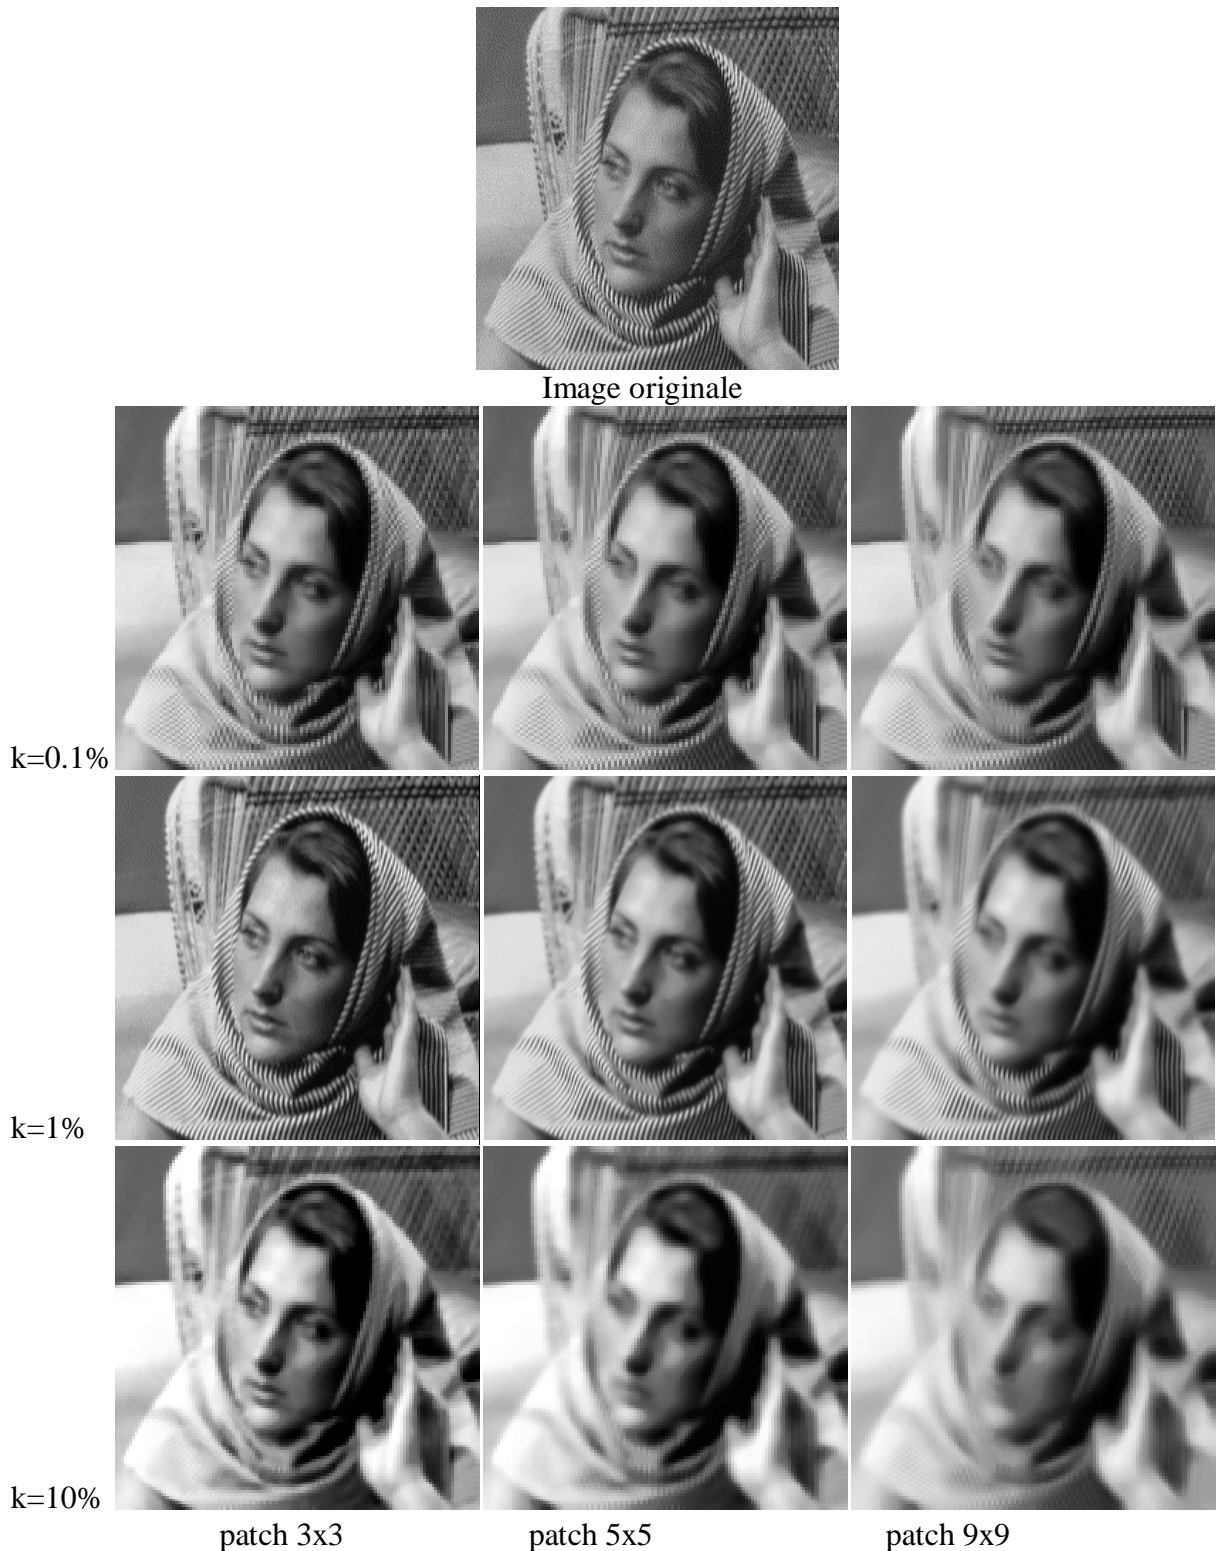 Image originale
k=0.1%
k=1%
k=10%
patch 3x3 patch 5x5 patch 9x9